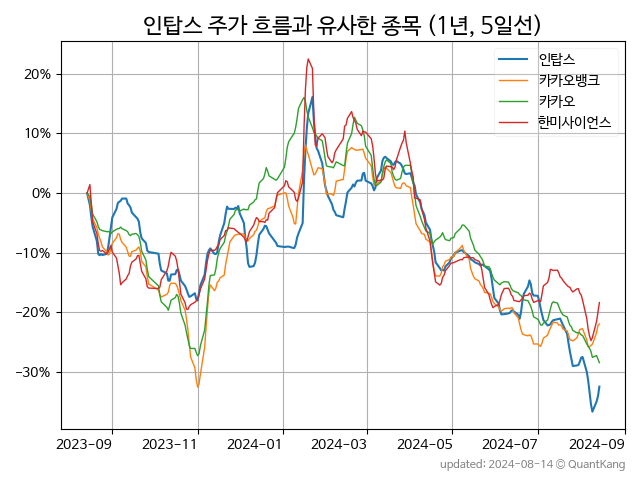 인탑스 주가 흐름과 유사한 종목 (1년, 5일선)
인탑스
카카오뱅크
카카오
한미사이언스
20%
10%
0%
−10%
−20%
−30%
2023-09 2023-11 2024-01 2024-03 2024-05 2024-07 2024-09
updated: 2024-08-14 @ QuantKang